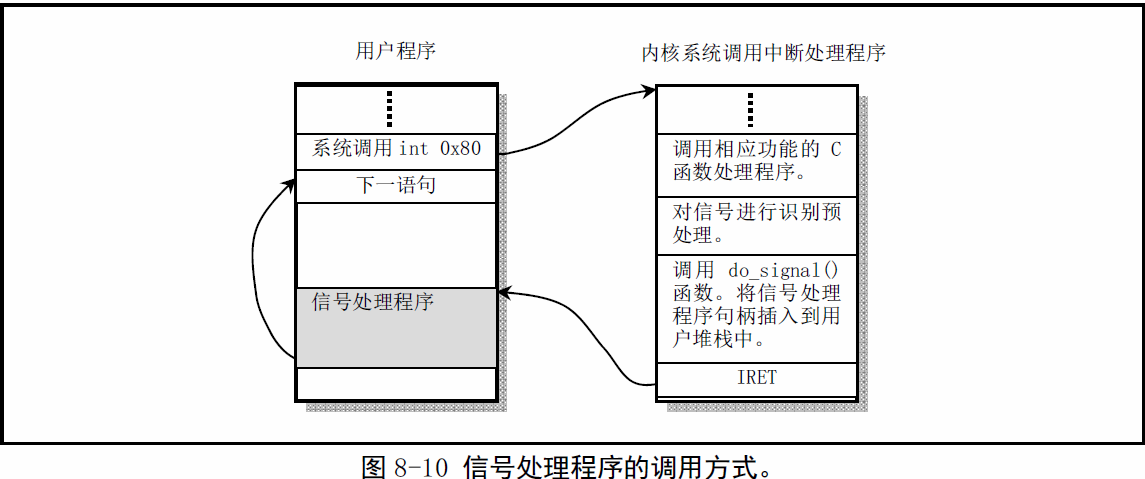 用户程序
系统调用 int 0x80
下一语句
信号处理程序
内核系统调用中断处理程序
调用相应功能的 C
函数处理程序。
对信号进行识别预
处理。
调用 do_signal()
函数。将信号处理
程序句柄插入到用
户堆栈中。
IRET
图 8-10 信号处理程序的调用方式。